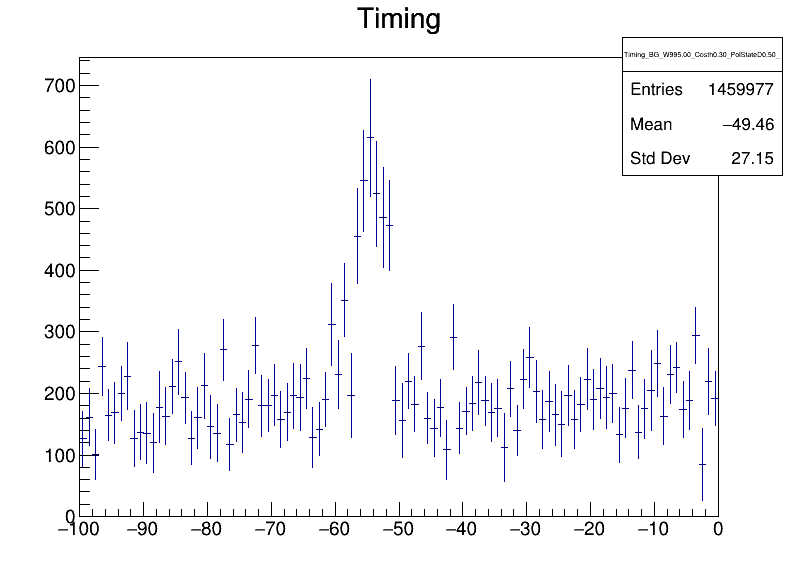 Timing
Timing_BG_W995.00_Costh0.30_PolStateD0.50_
Entries 1459977
Mean −49.46
Std Dev 27.15
700
600
500
400
300
200
100
0
−100 −90 −80 −70 −60 −50 −40 −30 −20 −10 0